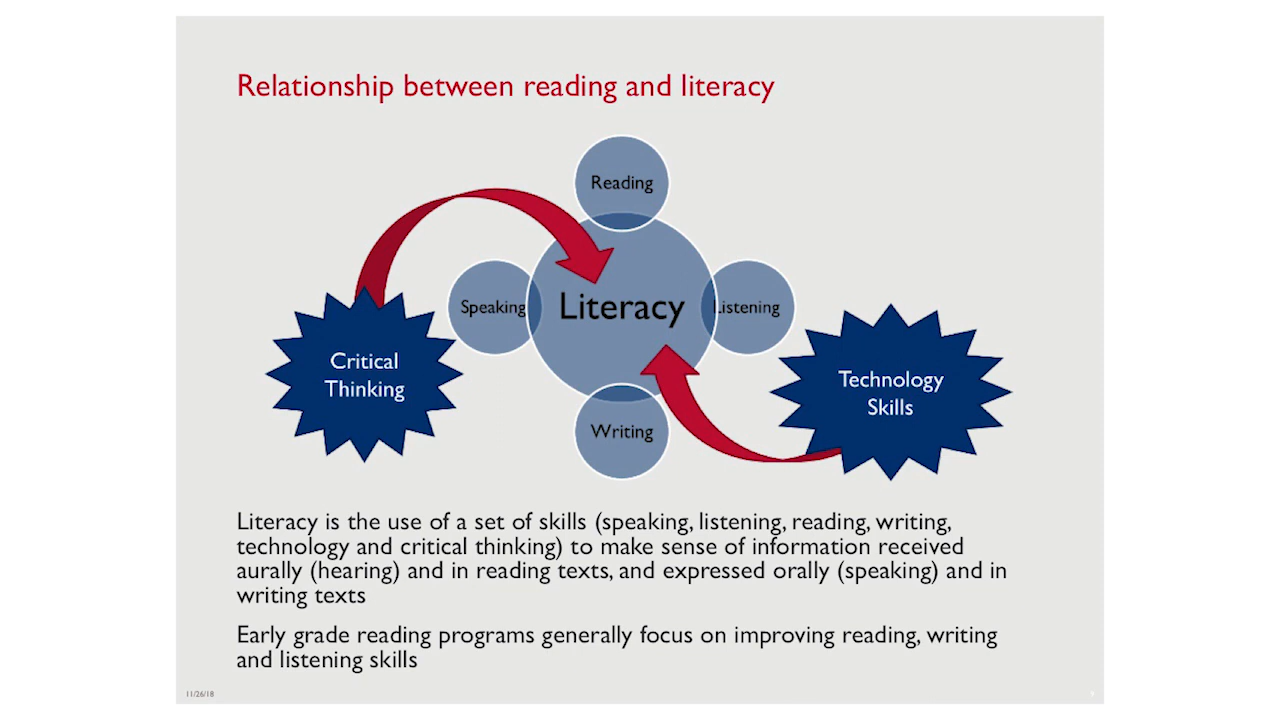 Relationship between reading and literacy
Reading
Speaking
Literacy
Listening
Critical
Thinking
Technology
Skills
Writing
Literacy is the use of a set of skills (speaking, listening, reading, writing,
technology and critical thinking) to make sense of information received
aurally (hearing) and in reading texts, and expressed orally (speaking) and in
writing texts
Early grade reading programs generally focus on improving reading, writing
and listening skills
11/26/18